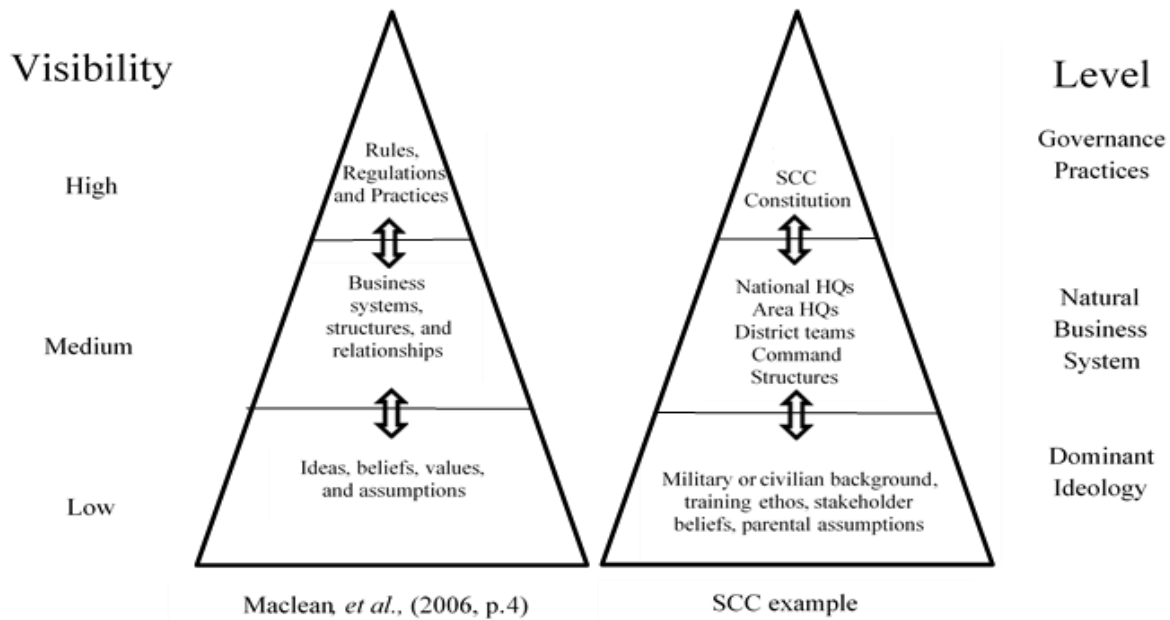 Visibility
High
Medium
Low
Rules,
Regulations
and Practices
Business
systems,
structures, and
relationships
Ideas, beliefs, values,
and assumptions
Maclean, et al., (2006, p.4)
SCC
Constitution
National HQs
Area HQs
District teams
Command
Structures
Military or civilian background,
training ethos, stakeholder
beliefs, parental assumptions
SCC example
Level
Governance
Practices
Natural
Business
System
Dominant
Ideology